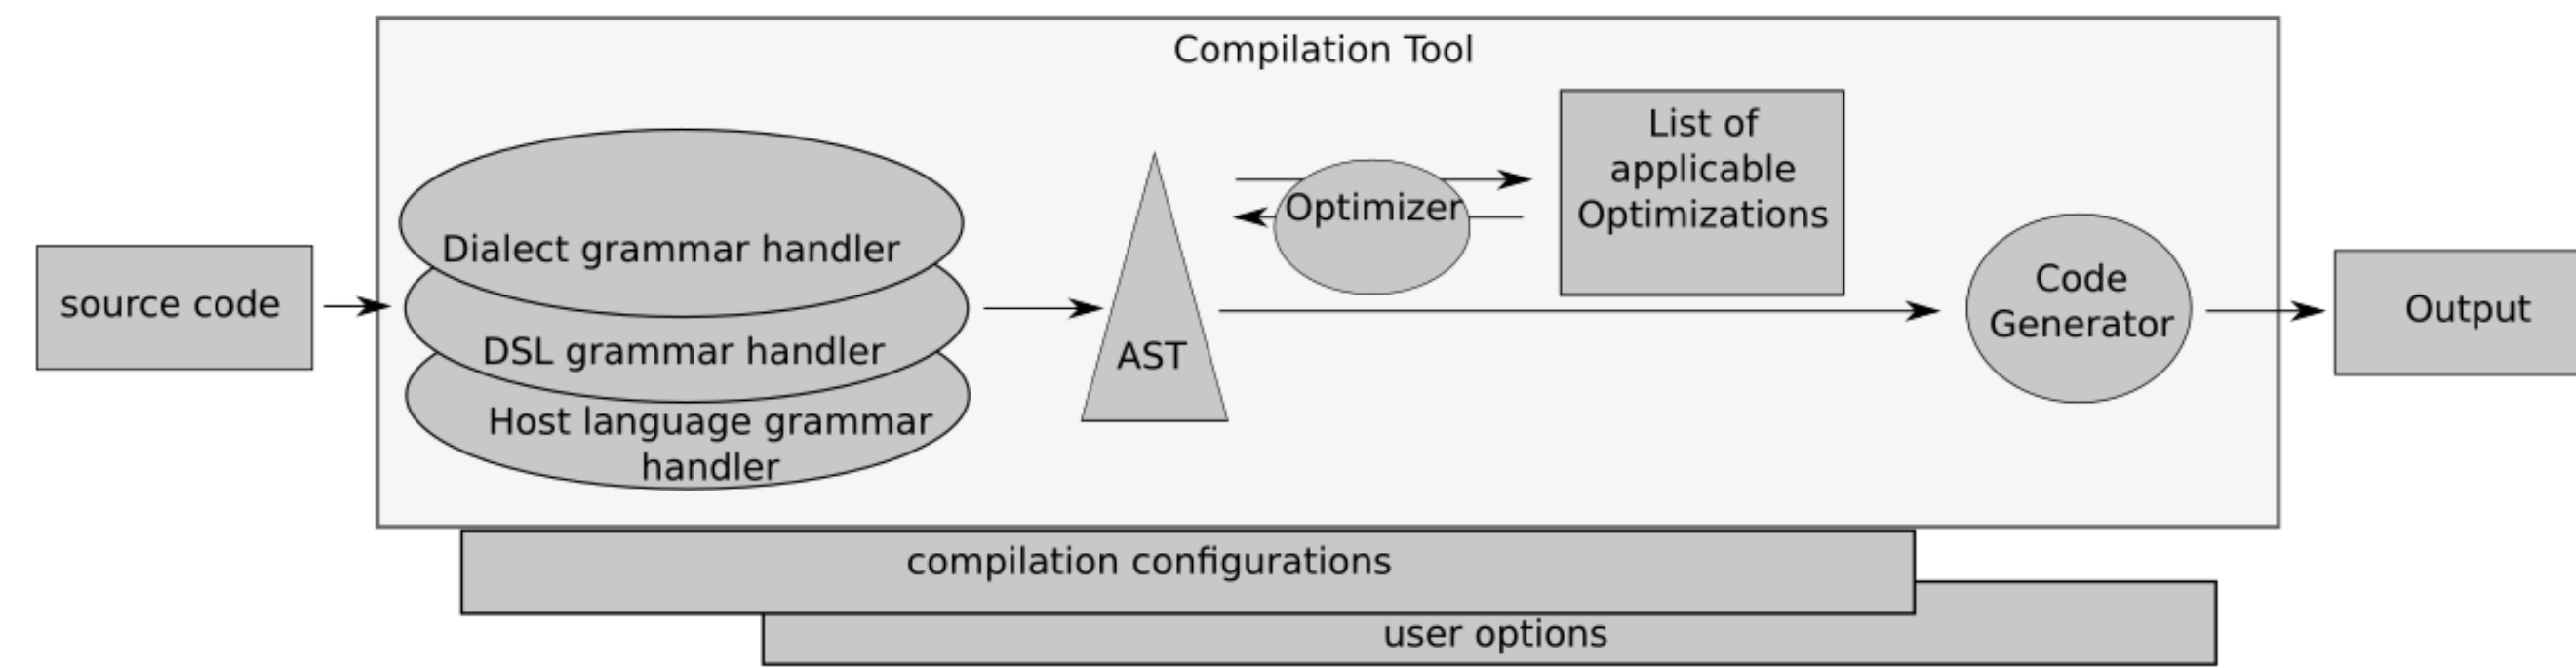 Compilation Tool
source code
Dialect grammar handler
DSL grammar handler
Host language grammar
handler
AST
Optimizer
List of
applicable
Optimizations
Code
Generator
Output
compilation configurations
user options